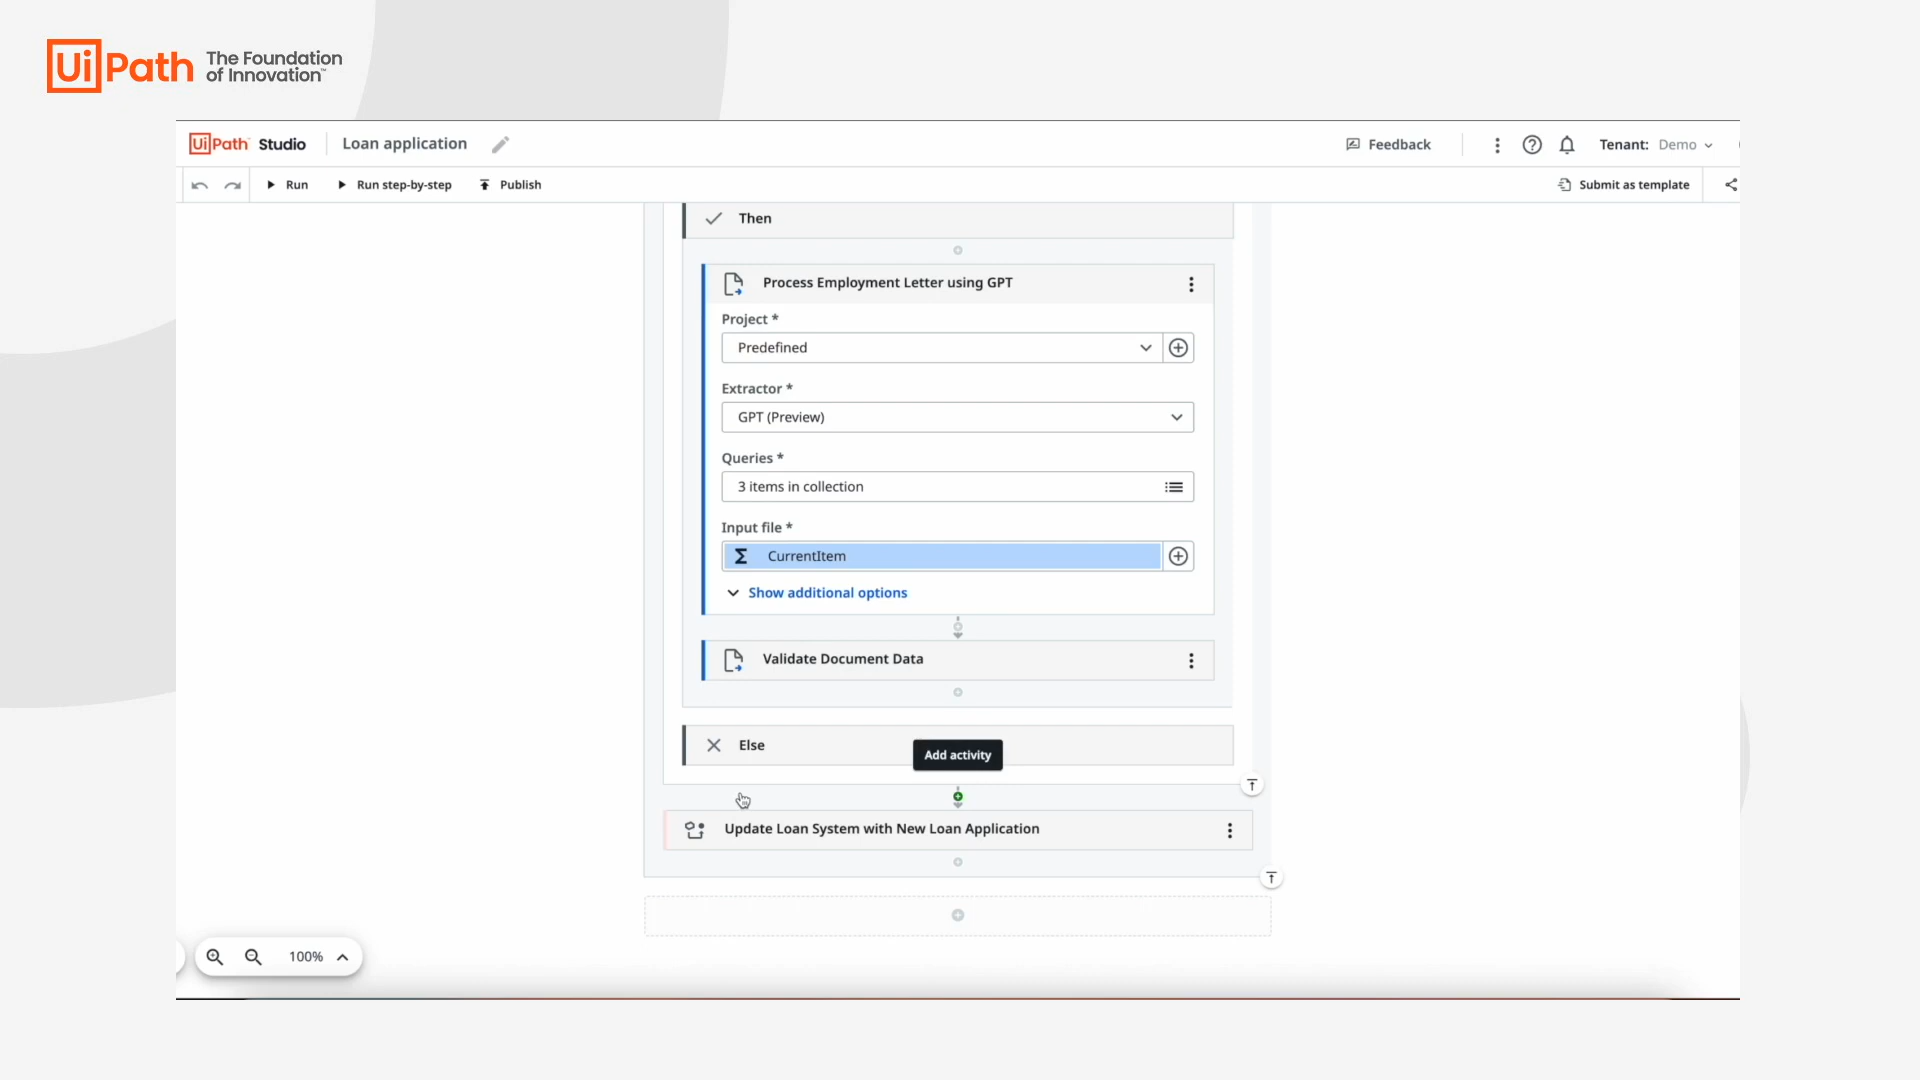 UiPath The Foundation
of Innovation™
UiPath Studio Loan application Feedback Tenant: Demo
Run Run step-by-step Publish Submit as template
Then
Process Employment Letter using GPT
Project *
Predefined
Extractor *
GPT (Preview)
Queries *
3 items in collection
Input file *
CurrentItem
Show additional options
Validate Document Data
Else
Add activity
Update Loan System with New Loan Application
100%